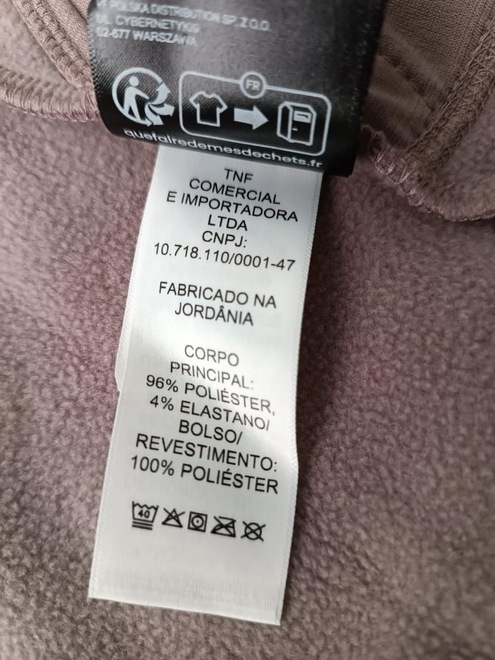 POLSKA DISTRIBUTION SP. Z O.O.
UL. CYBERNETYKI
02-677 WARSZAWA
FR
quefairedemesdechets.fr
TNF
COMERCIAL
E IMPORTADORA
LTDA
CNPJ:
10.718.110/0001-47
FABRICADO NA
JORDÂNIA
CORPO
PRINCIPAL:
96% POLIÉSTER,
4% ELASTANO/
BOLSO/
REVESTIMENTO:
100% POLIÉSTER
40